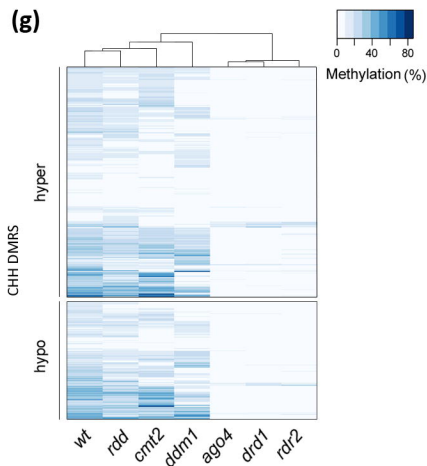 (g)
0 40 80
Methylation (%)
CHH DMRS
hyper
hypo
wt rdd cmt2 ddm1 ago4 drd1 rdr2